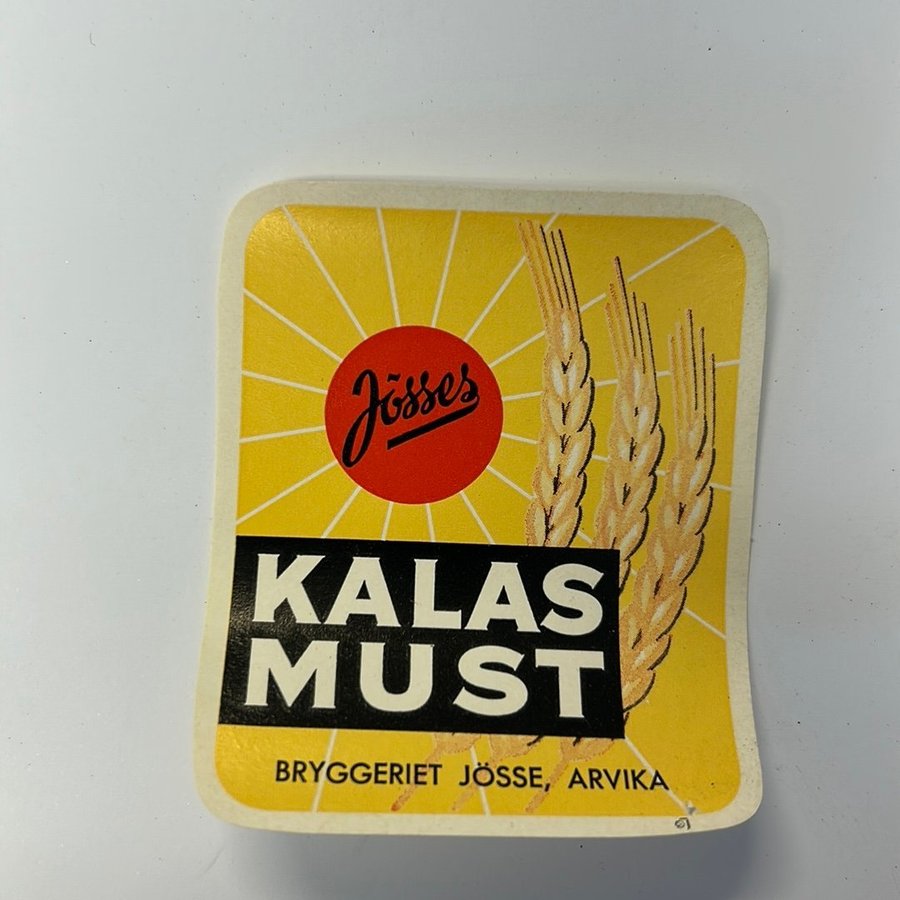 Jösses
KALAS
MUST
BRYGGERIET JÖSSE, ARVIKA